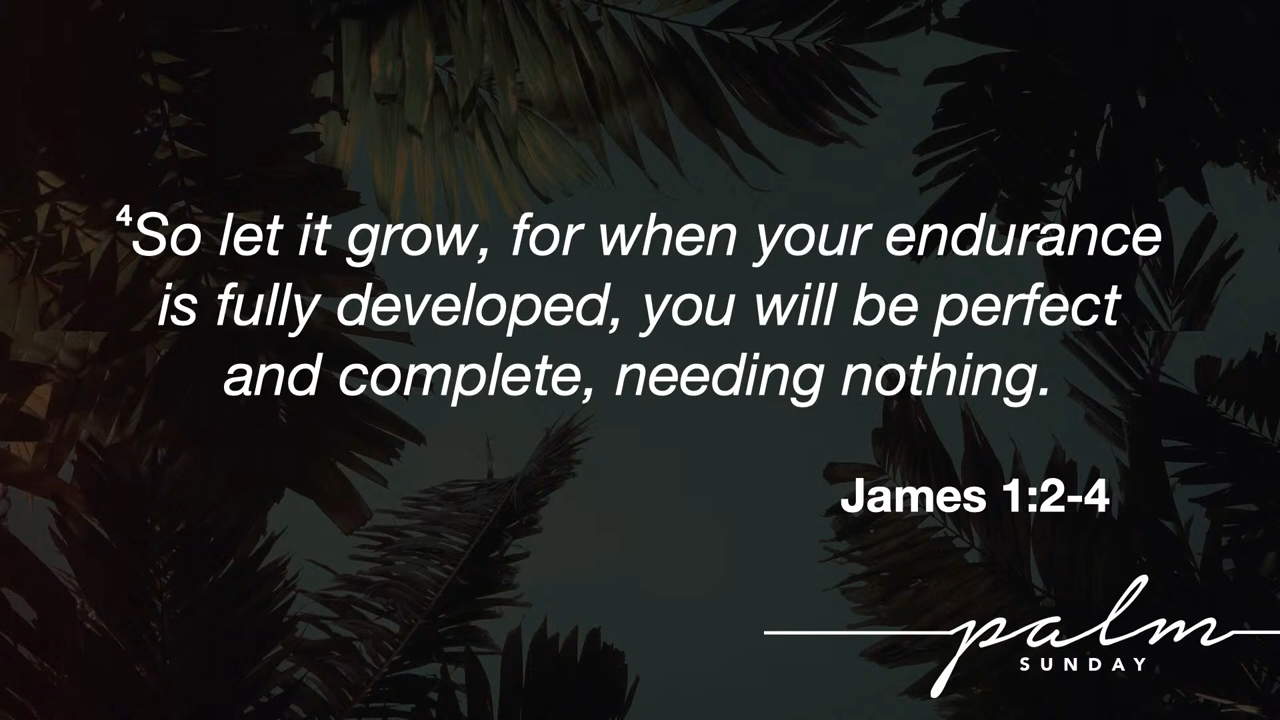 ⁴So let it grow, for when your endurance
is fully developed, you will be perfect
and complete, needing nothing.
James 1:2-4
palm
SUNDAY